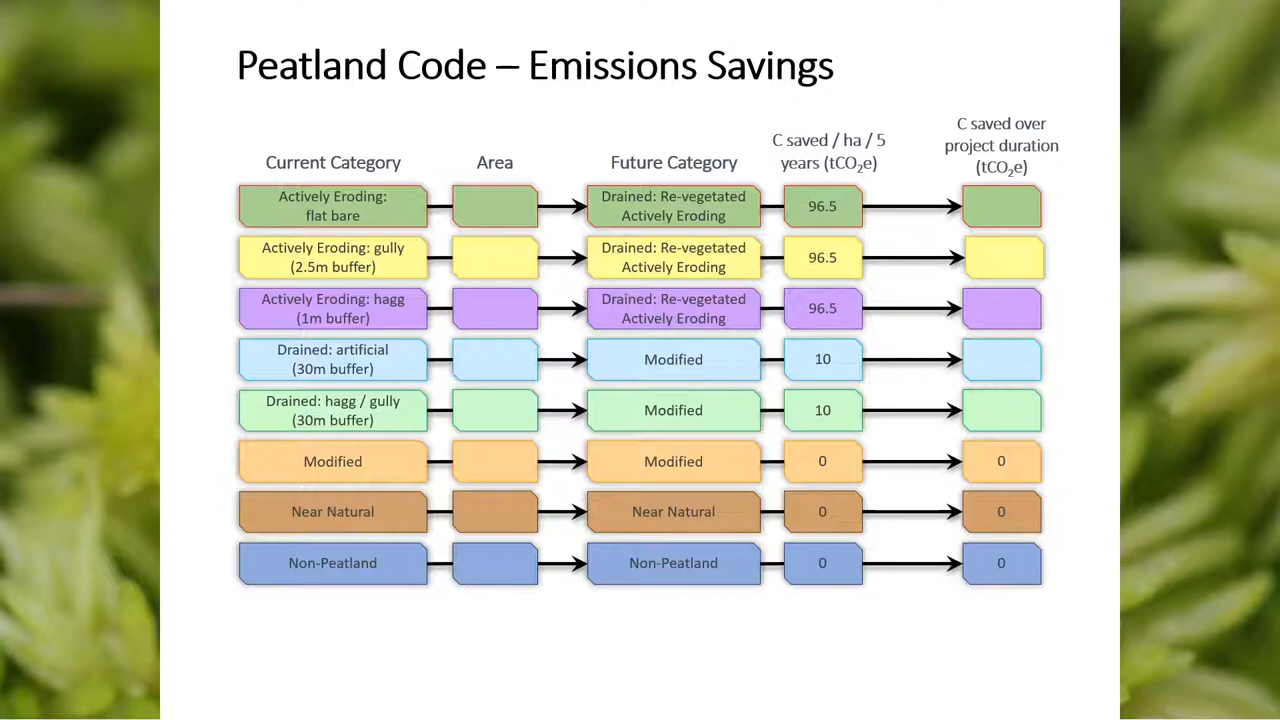 Peatland Code – Emissions Savings
Current Category
Area
Future Category
C saved / ha / 5
years (tCO₂e)
C saved over
project duration
(tCO₂e)
Actively Eroding:
flat bare
Drained: Re-vegetated
Actively Eroding
96.5
Actively Eroding: gully
(2.5m buffer)
Drained: Re-vegetated
Actively Eroding
96.5
Actively Eroding: hagg
(1m buffer)
Drained: Re-vegetated
Actively Eroding
96.5
Drained: artificial
(30m buffer)
Modified
10
Drained: hagg / gully
(30m buffer)
Modified
10
Modified
Modified
0
0
Near Natural
Near Natural
0
0
Non-Peatland
Non-Peatland
0
0